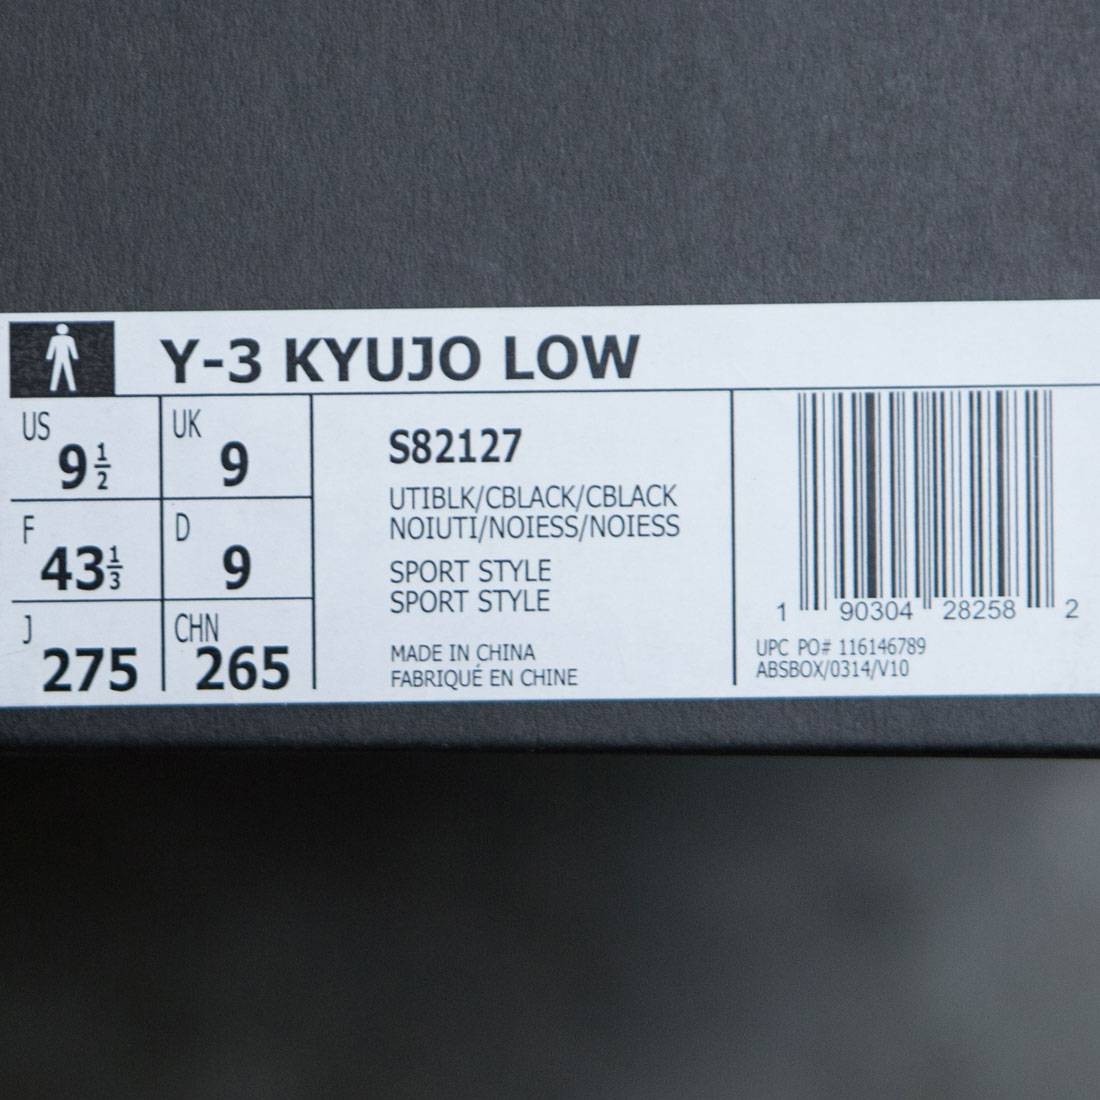 Y-3 KYUJO LOW
US 9 1/2
UK 9
F 43 1/3
D 9
J 275
CHN 265
S82127
UTIBLK/CBLACK/CBLACK
NOIUTI/NOIESS/NOIESS
SPORT STYLE
SPORT STYLE
MADE IN CHINA
FABRIQUÉ EN CHINE
1 90304 28258 2
UPC PO# 116146789
ABSBOX/0314/V10